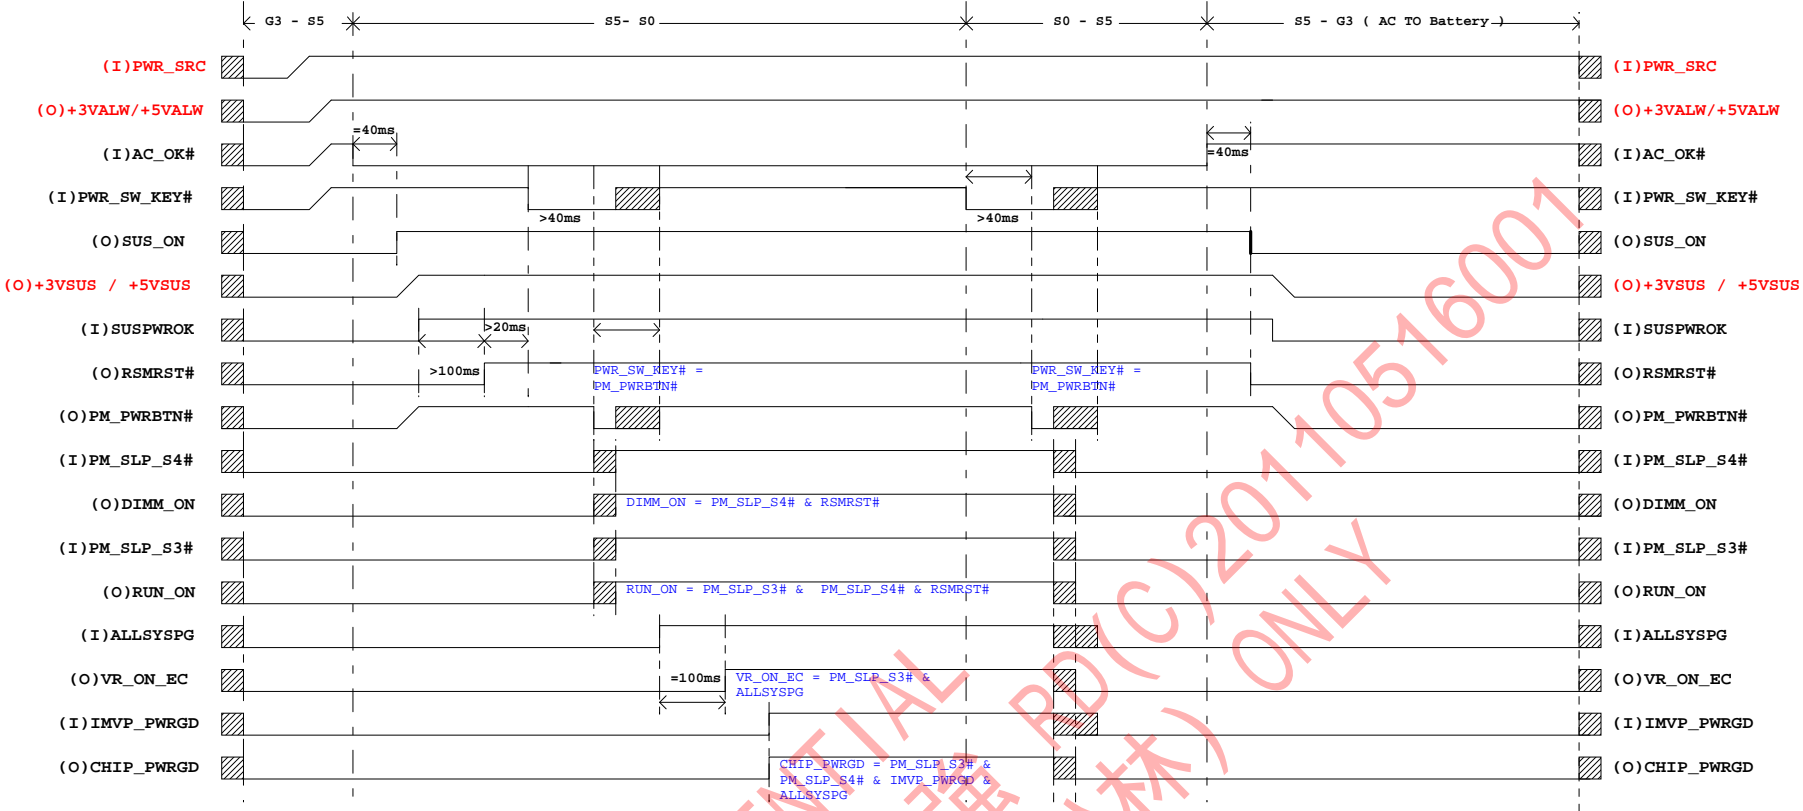 G3 - S5 S5- S0 S0 - S5 S5 - G3 ( AC TO Battery )
(I)PWR_SRC (I)PWR_SRC
(O)+3VALW/+5VALW (O)+3VALW/+5VALW
=40ms
(I)AC_OK# =40ms (I)AC_OK#
(I)PWR_SW_KEY# (I)PWR_SW_KEY#
>40ms >40ms
(O)SUS_ON (O)SUS_ON
(O)+3VSUS / +5VSUS (O)+3VSUS / +5VSUS
(I)SUSPWROK >20ms (I)SUSPWROK
(O)RSMRST# >100ms PWR_SW_KEY# = PWR_SW_KEY# = (O)RSMRST#
PM_PWRBTN# PM_PWRBTN#
(O)PM_PWRBTN# (O)PM_PWRBTN#
(I)PM_SLP_S4# (I)PM_SLP_S4#
(O)DIMM_ON DIMM_ON = PM_SLP_S4# & RSMRST# (O)DIMM_ON
(I)PM_SLP_S3# (I)PM_SLP_S3#
(O)RUN_ON RUN_ON = PM_SLP_S3# & PM_SLP_S4# & RSMRST# (O)RUN_ON
(I)ALLSYSPG (I)ALLSYSPG
(O)VR_ON_EC =100ms VR_ON_EC = PM_SLP_S3# & (O)VR_ON_EC
ALLSYSPG
(I)IMVP_PWRGD (I)IMVP_PWRGD
(O)CHIP_PWRGD CHIP_PWRGD = PM_SLP_S3# & (O)CHIP_PWRGD
PM_SLP_S4# & IMVP_PWRGD &
ALLSYSPG
RD(C)20110516001
ONLY